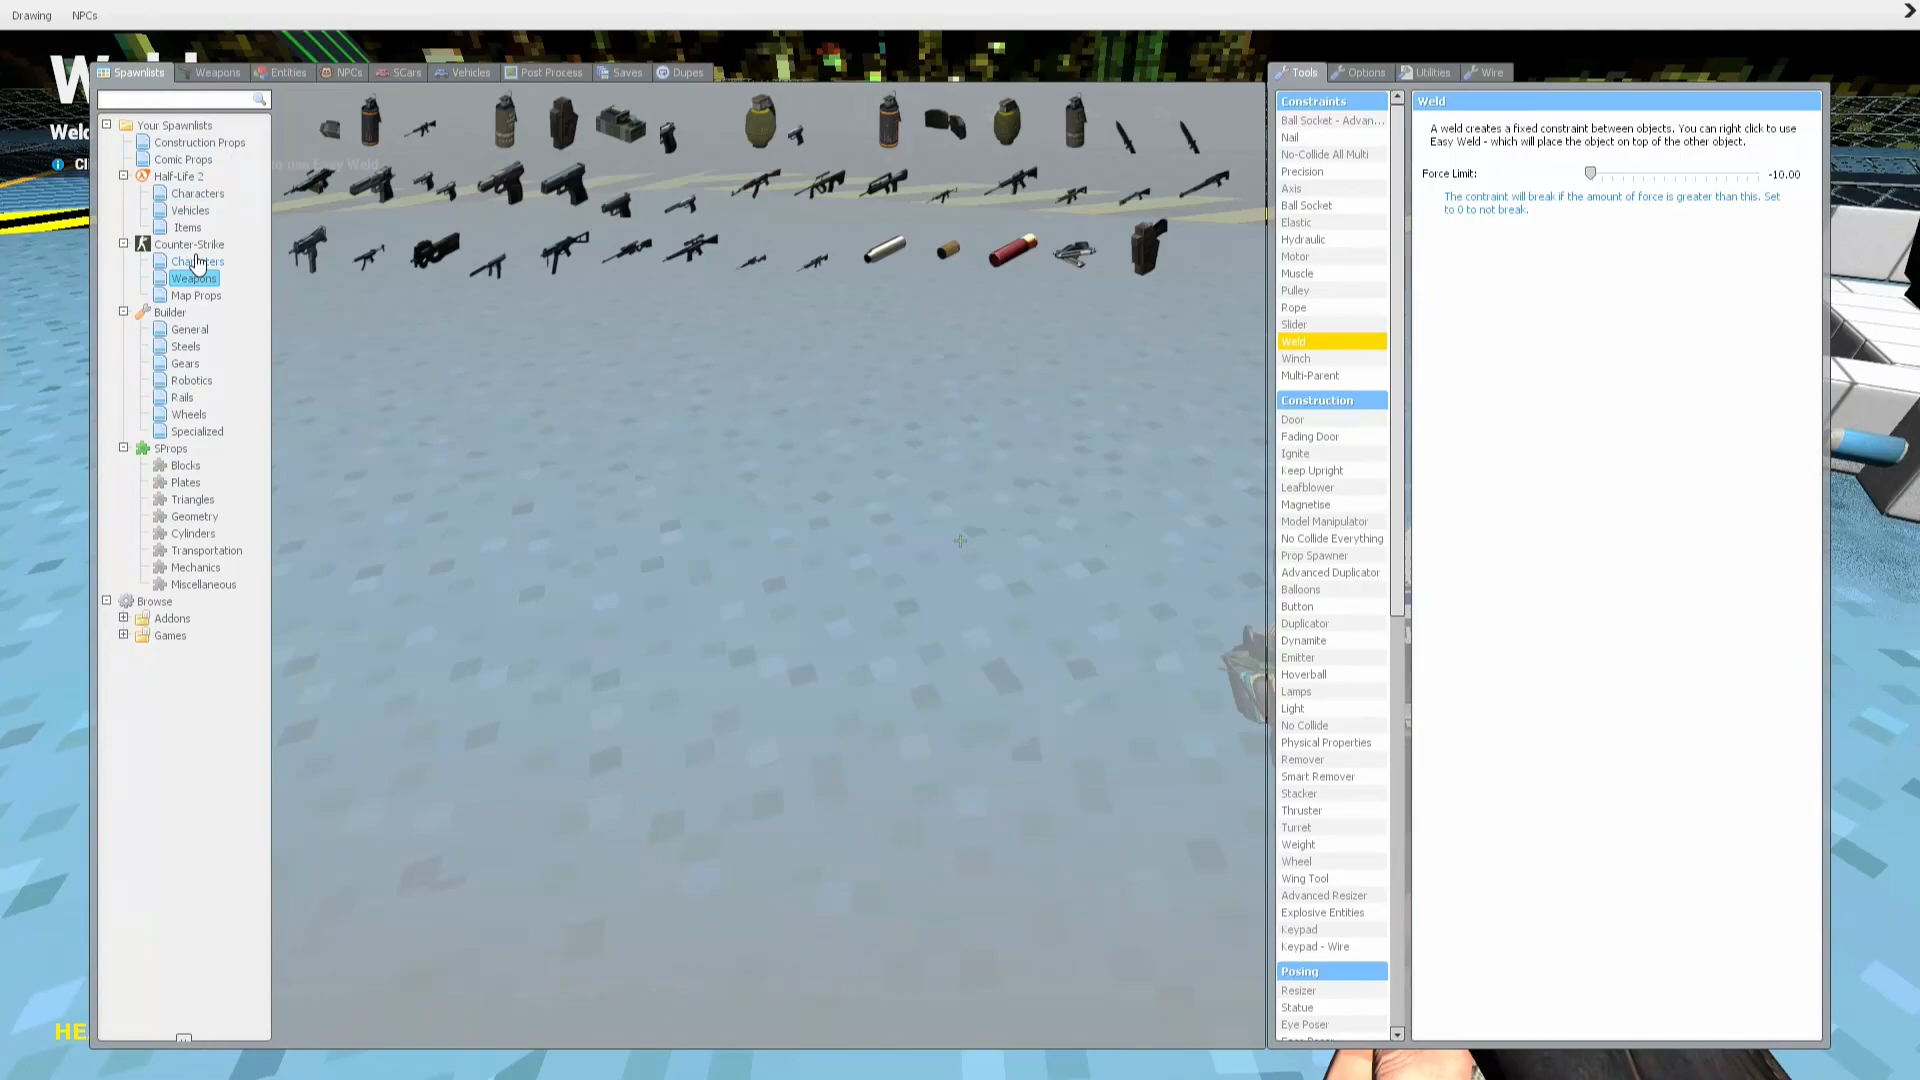 Drawing NPCs
W
Spawnlists Weapons Entities NPCs SCars Vehicles Post Process Saves Dupes
Tools Options Utilities Wire
Weld
Cli
to use Easy Weld
Your Spawnlists
Construction Props
Comic Props
Half-Life 2
Characters
Vehicles
Items
Counter-Strike
Characters
Weapons
Map Props
Builder
General
Steels
Gears
Robotics
Rails
Wheels
Specialized
SProps
Blocks
Plates
Triangles
Geometry
Cylinders
Transportation
Mechanics
Miscellaneous
Browse
Addons
Games
HE
Constraints
Ball Socket - Advan...
Nail
No-Collide All Multi
Precision
Axis
Ball Socket
Elastic
Hydraulic
Motor
Muscle
Pulley
Rope
Slider
Weld
Winch
Multi-Parent
Construction
Door
Fading Door
Ignite
Keep Upright
Leafblower
Magnetise
Model Manipulator
No Collide Everything
Prop Spawner
Advanced Duplicator
Balloons
Button
Duplicator
Dynamite
Emitter
Hoverball
Lamps
Light
No Collide
Physical Properties
Remover
Smart Remover
Stacker
Thruster
Turret
Weight
Wheel
Wing Tool
Advanced Resizer
Explosive Entities
Keypad
Keypad - Wire
Posing
Resizer
Statue
Eye Poser
Weld
A weld creates a fixed constraint between objects. You can right click to use
Easy Weld - which will place the object on top of the other object.
Force Limit: -10.00
The contraint will break if the amount of force is greater than this. Set
to 0 to not break.